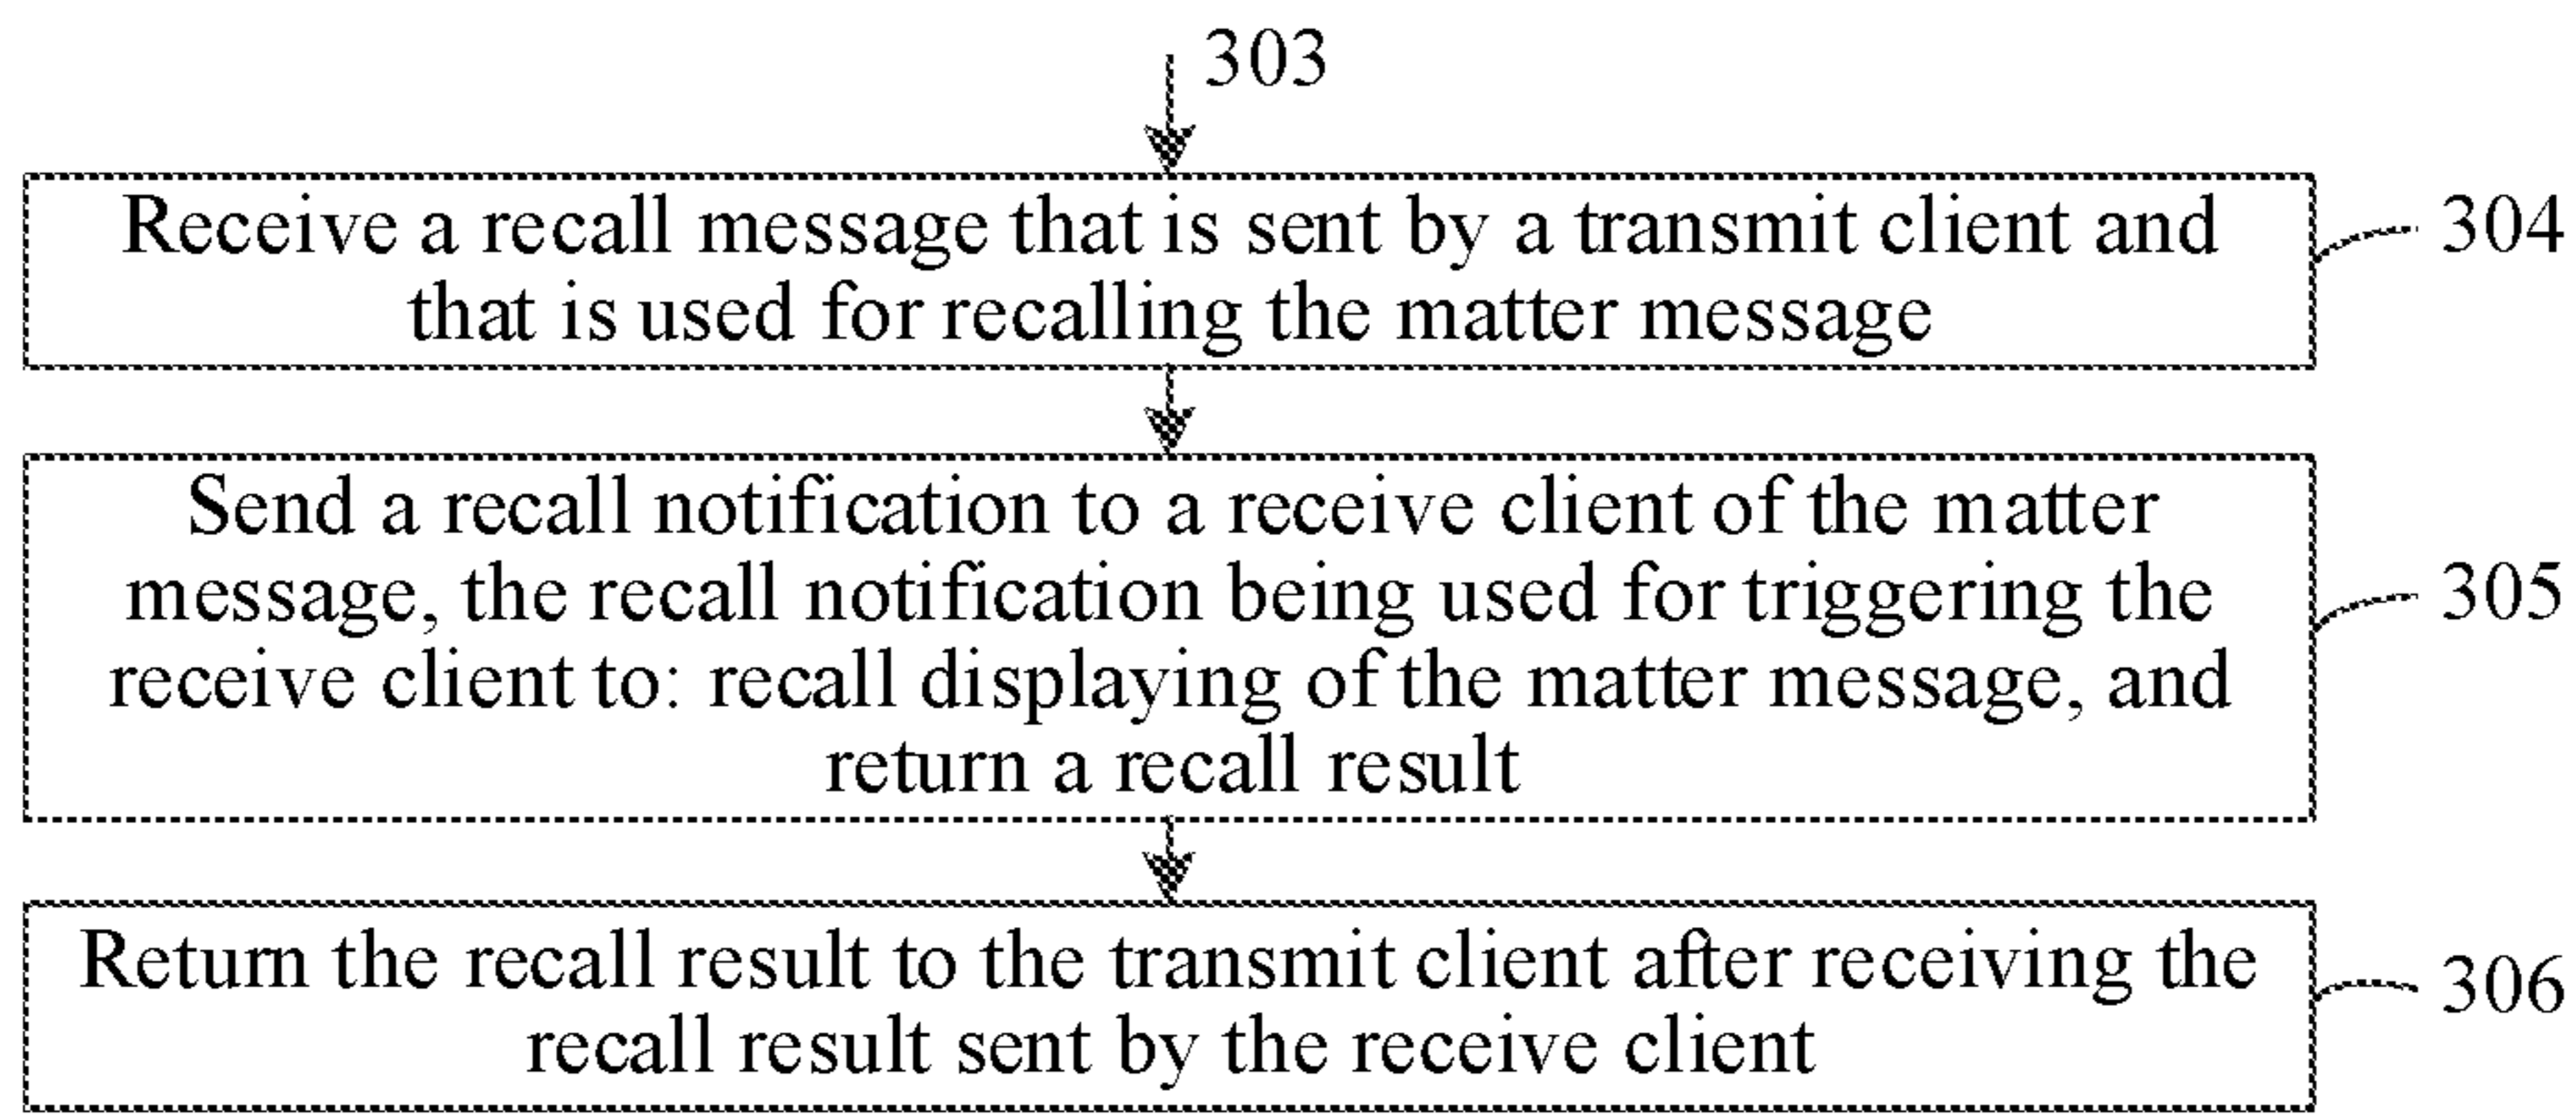 303
Receive a recall message that is sent by a transmit client and
that is used for recalling the matter message
304
Send a recall notification to a receive client of the matter
message, the recall notification being used for triggering the
receive client to: recall displaying of the matter message, and
return a recall result
305
Return the recall result to the transmit client after receiving the
recall result sent by the receive client
306